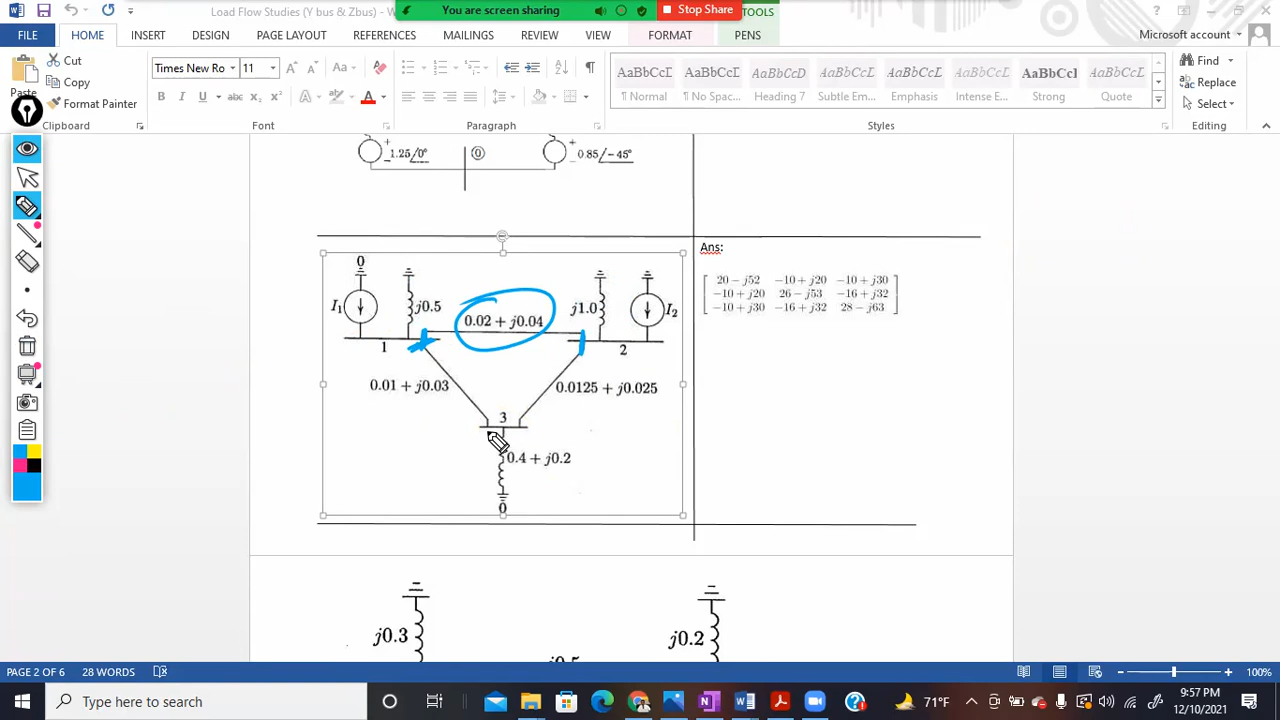 Load Flow Studies (Y bus & Zbus) - W
You are screen sharing
Stop Share
TOOLS
FILE
HOME
INSERT
DESIGN
PAGE LAYOUT
REFERENCES
MAILINGS
REVIEW
VIEW
FORMAT
PENS
Microsoft account
Paste
Cut
Copy
Format Painter
Times New Ro
11
Clipboard
Font
Paragraph
AaBbCcI
¶ Normal
AaBbCcI
¶ No Spac...
AaBbCcD
Heading 7
AaBbCcI
Subtle Em...
AaBbCcI
Emphasis
AaBbCcI
Intense E...
AaBbCcI
Strong
AaBbCcI
Quote
Styles
Find
Replace
Select
Editing
+
−
1.25/0°
0
+
−
0.85/−45°
0
I₁
j0.5
0.02 + j0.04
j1.0
I₂
1
2
0.01 + j0.03
0.0125 + j0.025
3
0.4 + j0.2
0
Ans:
20 − j52 −10 + j20 −10 + j30
−10 + j20 26 − j53 −16 + j32
−10 + j30 −16 + j32 28 − j63
j0.3
j0.2
PAGE 2 OF 6
28 WORDS
100%
Type here to search
71°F
9:57 PM
12/10/2021